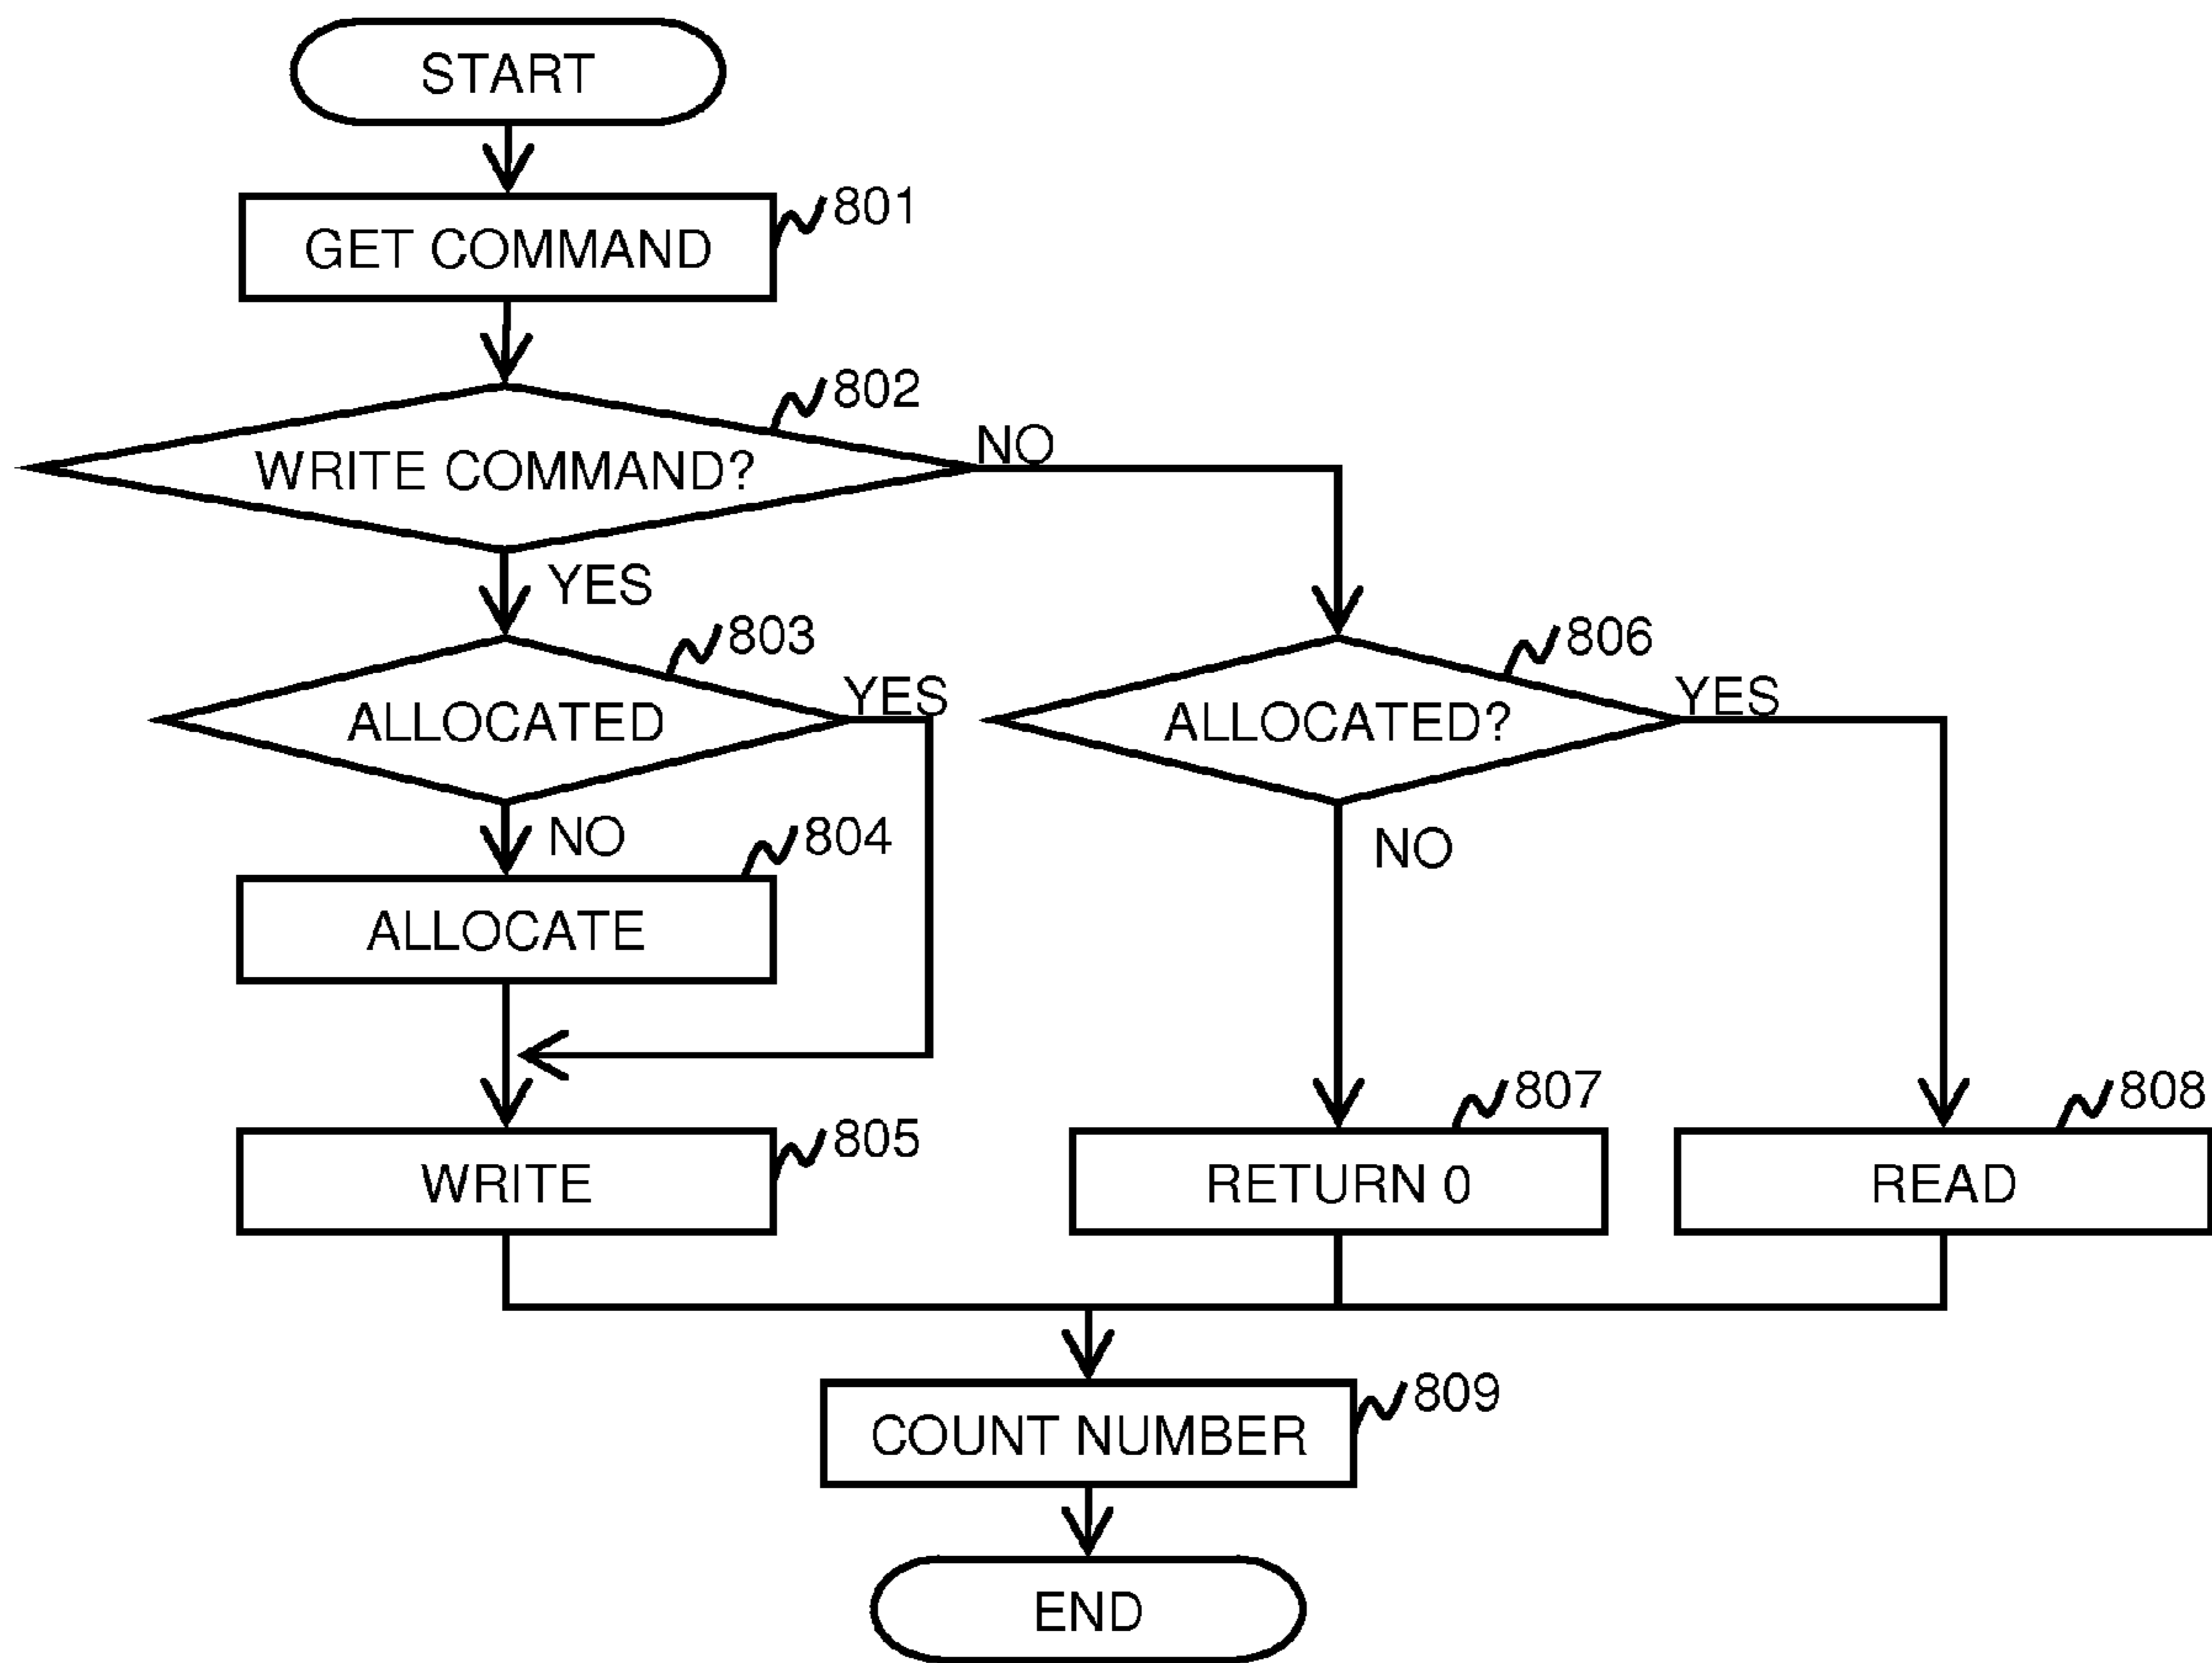 START
801
GET COMMAND
802
NO
WRITE COMMAND?
YES
803
806
YES
YES
ALLOCATED
ALLOCATED?
NO
804
NO
ALLOCATE
807
808
805
WRITE
RETURN 0
READ
809
COUNT NUMBER
END